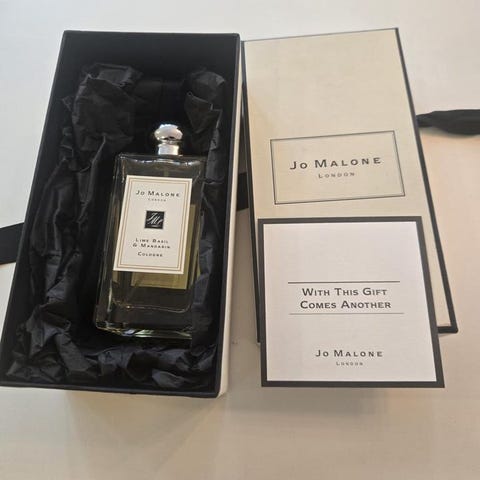 Jo Malone
London
Lime Basil
& Mandarin
Cologne
Jo Malone
London
With This Gift
Comes Another
Jo Malone
London